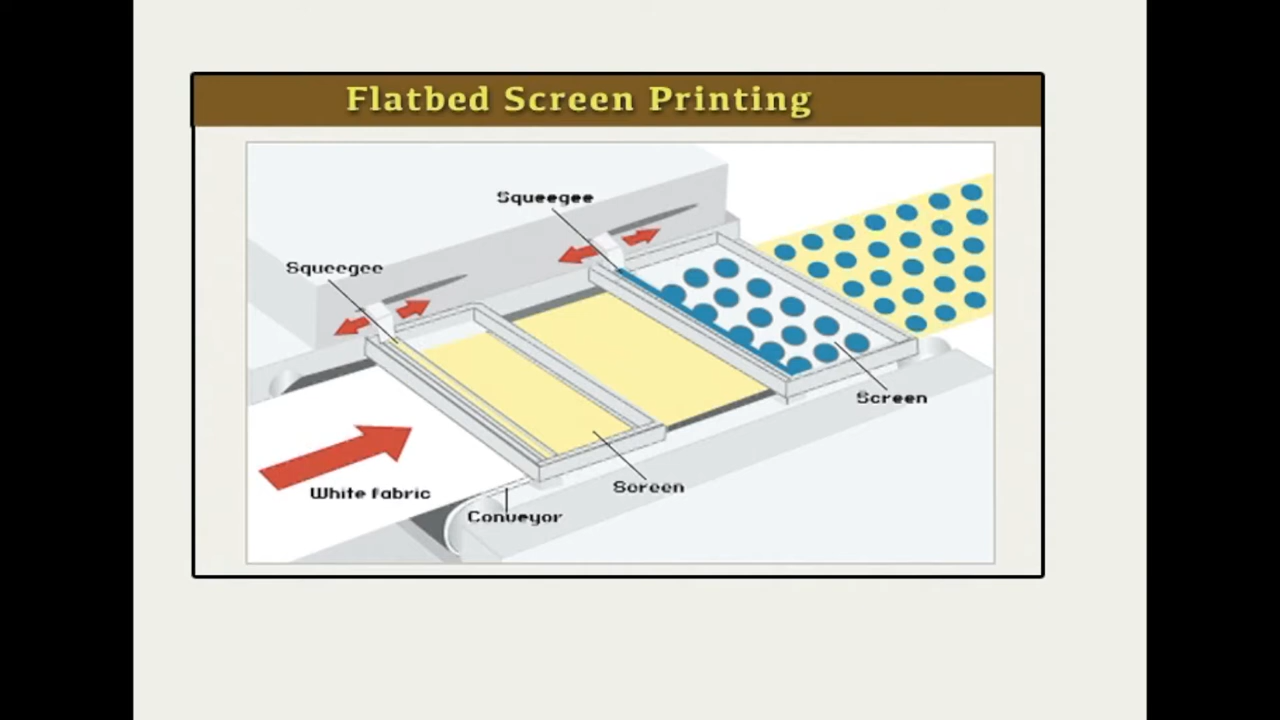 Flatbed Screen Printing
Squeegee
Squeegee
Screen
Screen
White fabric
Conveyor